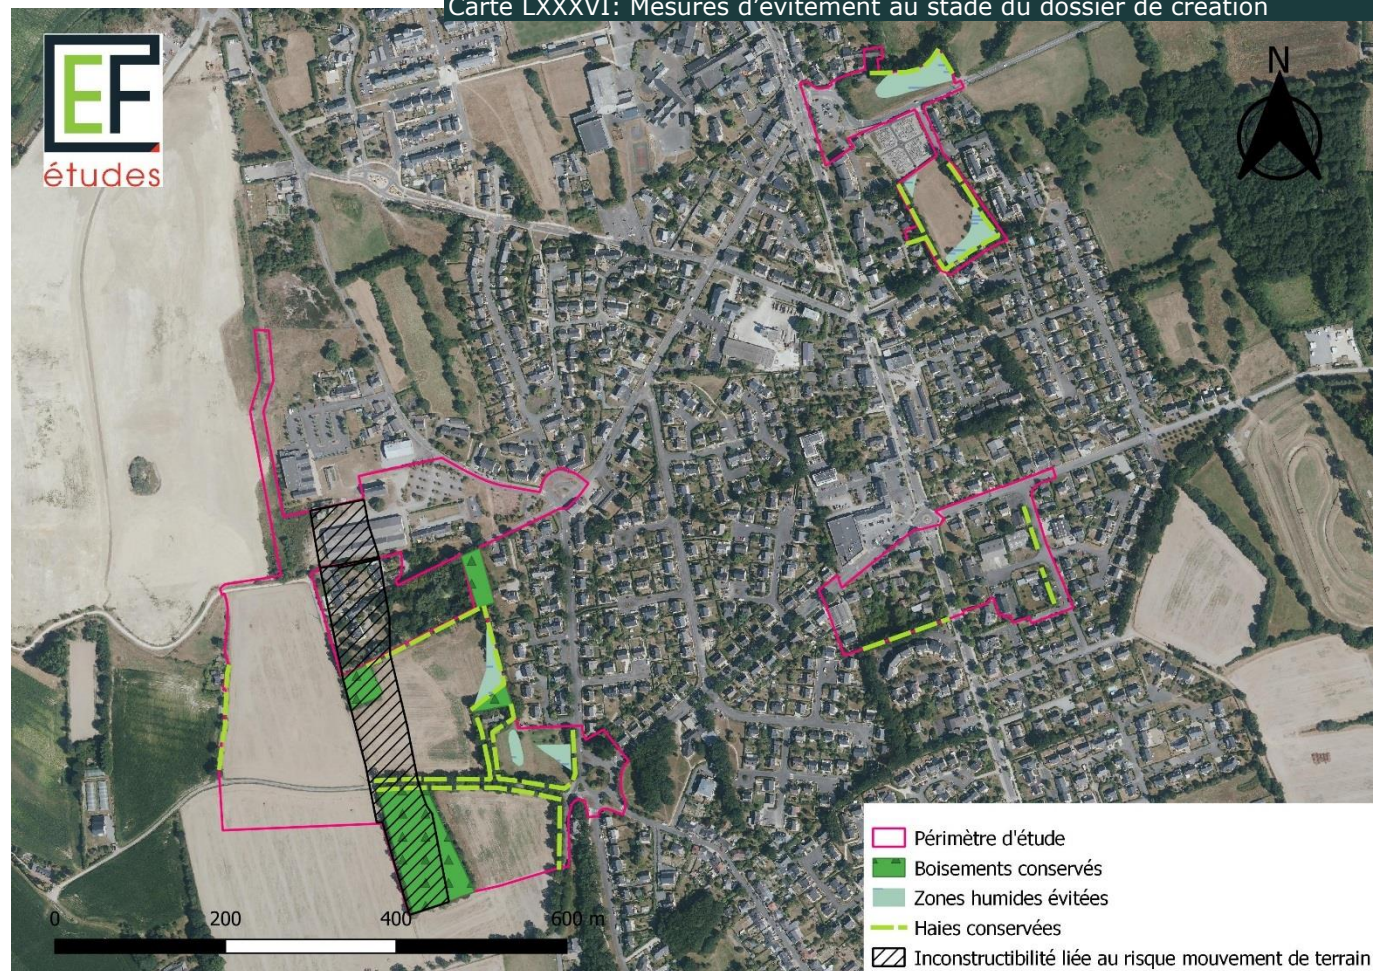 Carte LXXXVI: Mesures d'évitement au stade du dossier de création
EF
études
N
Périmètre d'étude
Boisements conservés
Zones humides évitées
Haies conservées
Inconstructibilité liée au risque mouvement de terrain
0 200 400 600 m